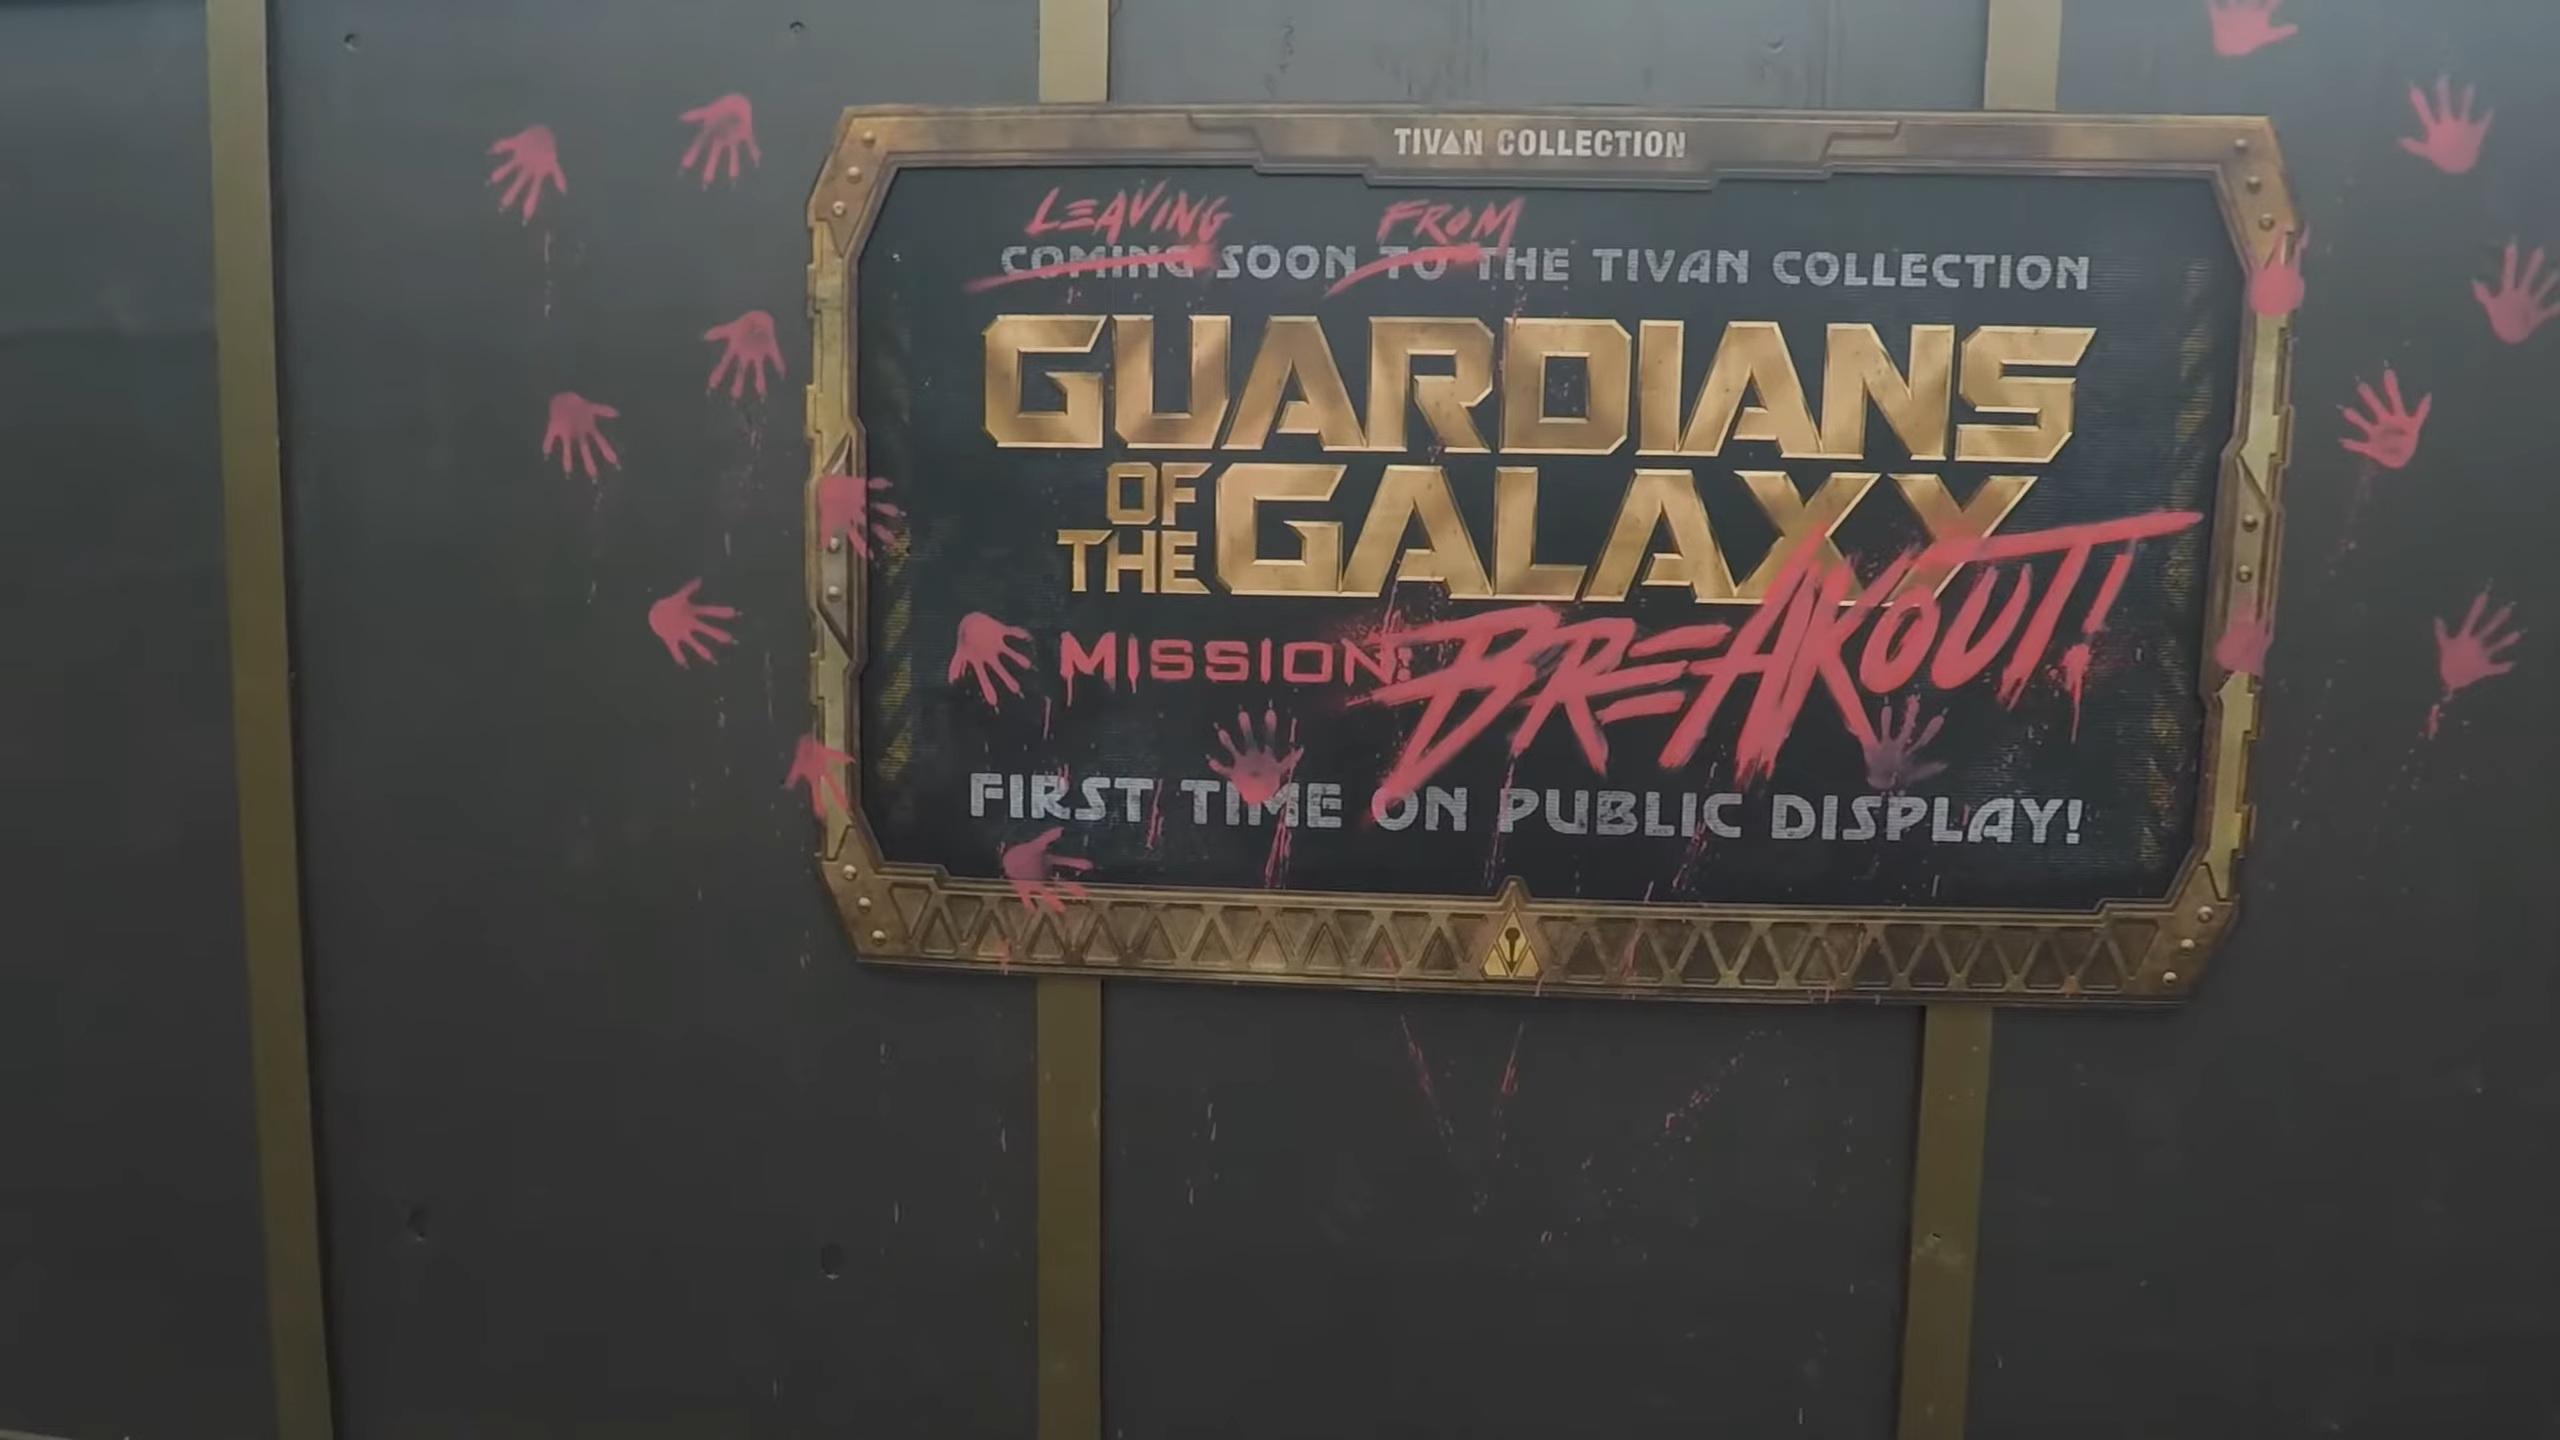 TIVAN COLLECTION
LEAVING FROM
COMING SOON TO THE TIVAN COLLECTION
GUARDIANS
OF THE GALAXY
MISSION: BREAKOUT!
FIRST TIME ON PUBLIC DISPLAY!